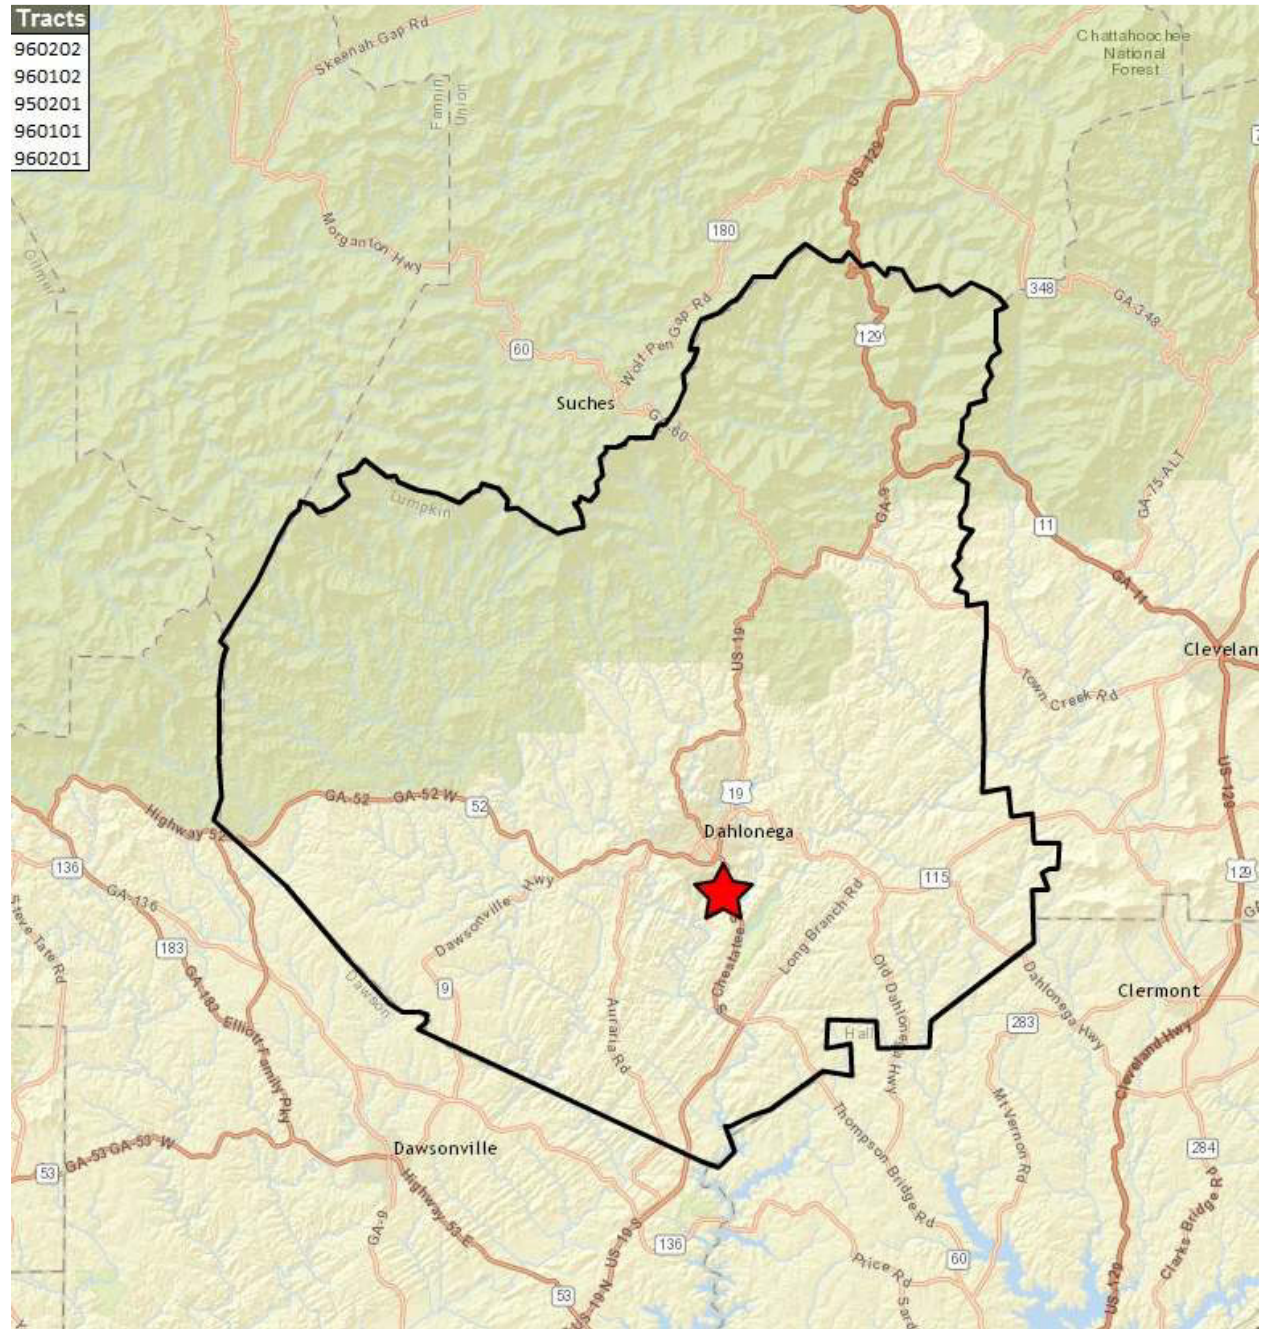 Tracts
960202
960102
950201
960101
960201
Skeenah Gap Rd
Chattahoochee
National
Forest
Fannin
Union
US-129
Morganton Hwy
180
Gilmer
348
GA-348
Wolf Pen Gap Rd
129
60
Suches
GA-60
Lumpkin
GA-9
GA-75-ALT
11
GA-11
US-19
Clevelan
Town Creek Rd
US-129
GA-52
GA-52 W
52
19
Highway 52
Dahlonega
136
GA-136
115
129
Steve Tate Rd
Dawsonville Hwy
Long Branch Rd
183
GA-183
Elliott Family Pky
Dawson
9
Auraria Rd
S Chestatee S
Old Dahlonega Hwy
Dahlonega Hwy
Clermont
283
Hall
Cleveland Hwy
Mt Vernon Rd
Thompson Bridge Rd
Dawsonville
GA-53
GA-53 W
53
284
Highway 53 E
Clarks Bridge R
GA-9
136
60
Price Rd
Sard
US-19 S
US-19 N
53
US 129